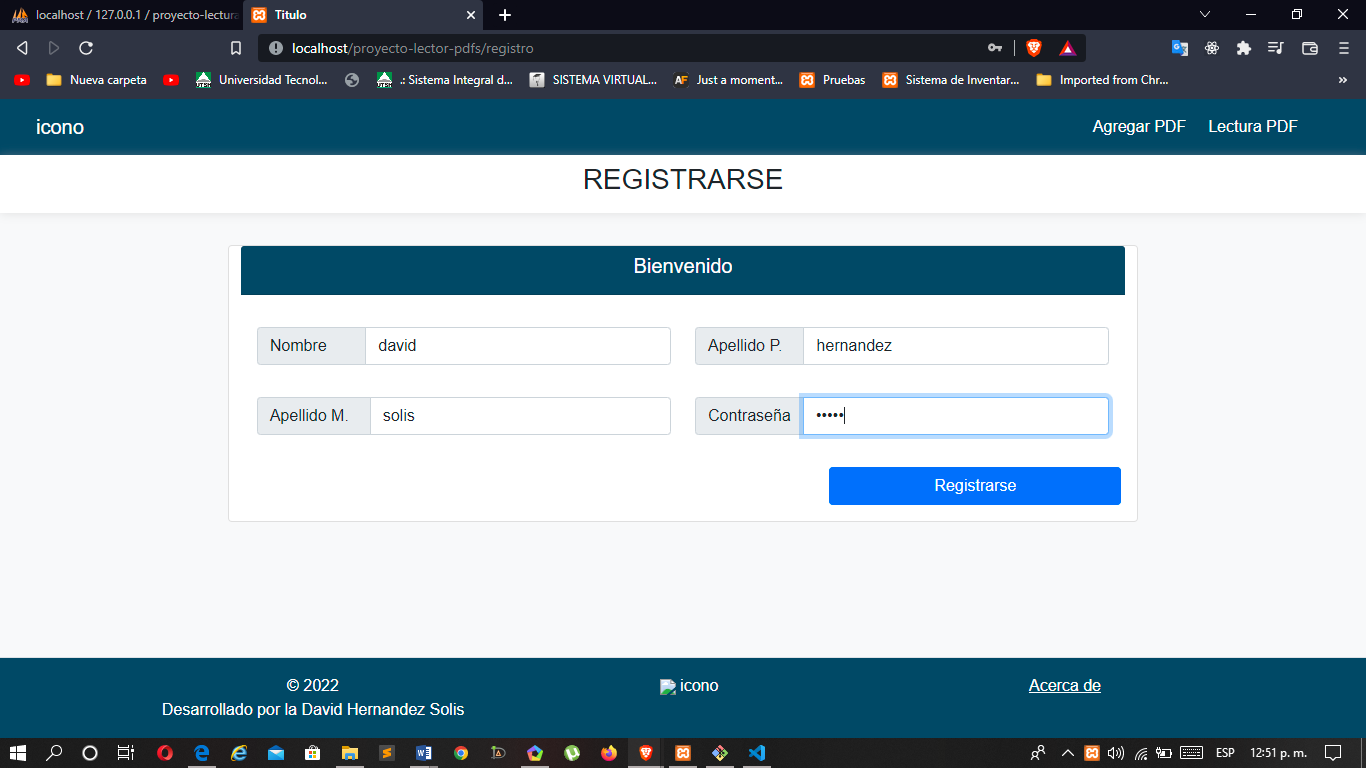 localhost / 127.0.0.1 / proyecto-lectura
Titulo
localhost/proyecto-lector-pdfs/registro
Nueva carpeta
Universidad Tecnol...
.: Sistema Integral d...
SISTEMA VIRTUAL...
Just a moment...
Pruebas
Sistema de Inventar...
Imported from Chr...
icono
Agregar PDF
Lectura PDF
REGISTRARSE
Bienvenido
Nombre david
Apellido P. hernandez
Apellido M. solis
Contraseña •••••
Registrarse
© 2022
Desarrollado por la David Hernandez Solis
icono
Acerca de
ESP
12:51 p. m.